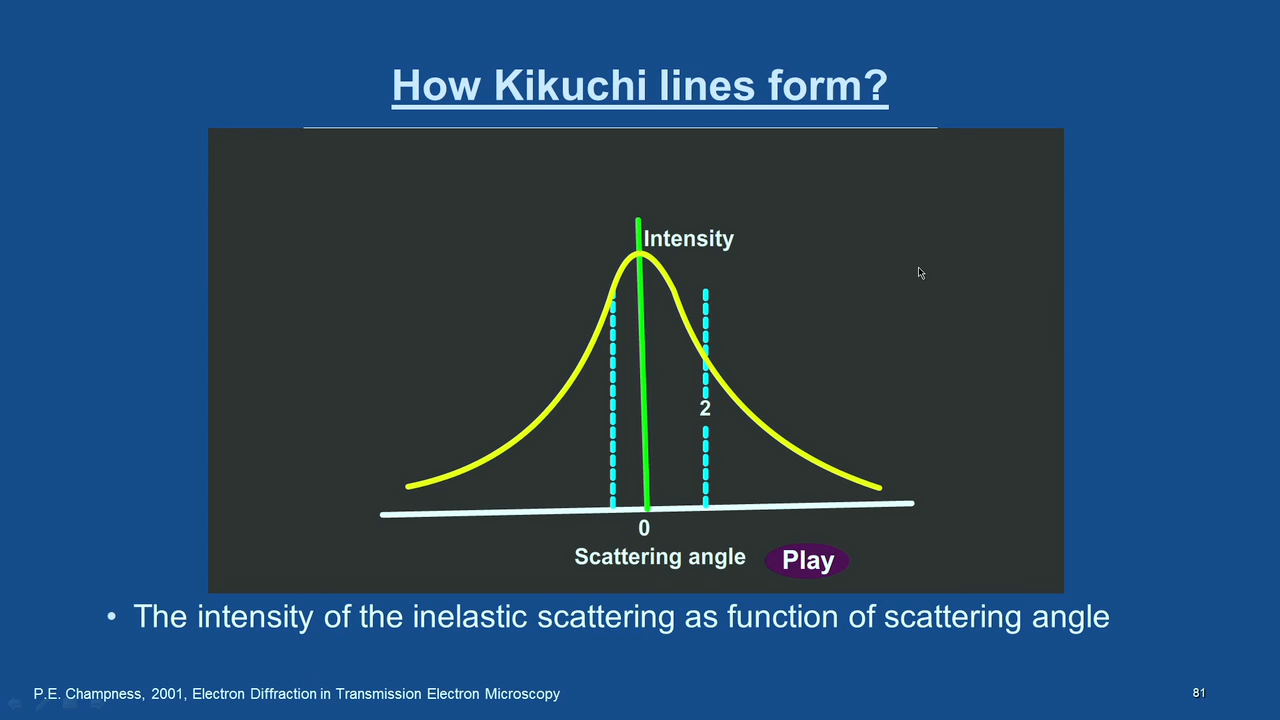 How Kikuchi lines form?
Intensity
2
0
Scattering angle
Play
• The intensity of the inelastic scattering as function of scattering angle
P.E. Champness, 2001, Electron Diffraction in Transmission Electron Microscopy
81